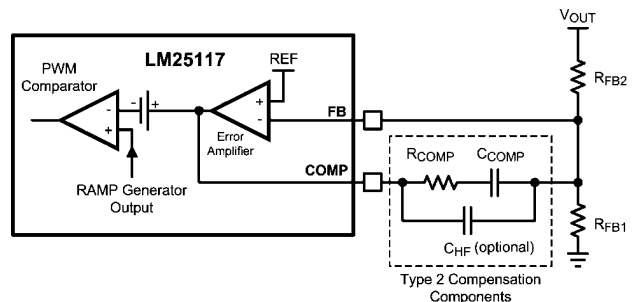 V_OUT
LM25117
REF
PWM
Comparator
R_FB2
- +
-
+
+
-
FB
Error
Amplifier
COMP
R_COMP
C_COMP
RAMP Generator
Output
R_FB1
C_HF (optional)
Type 2 Compensation
Components